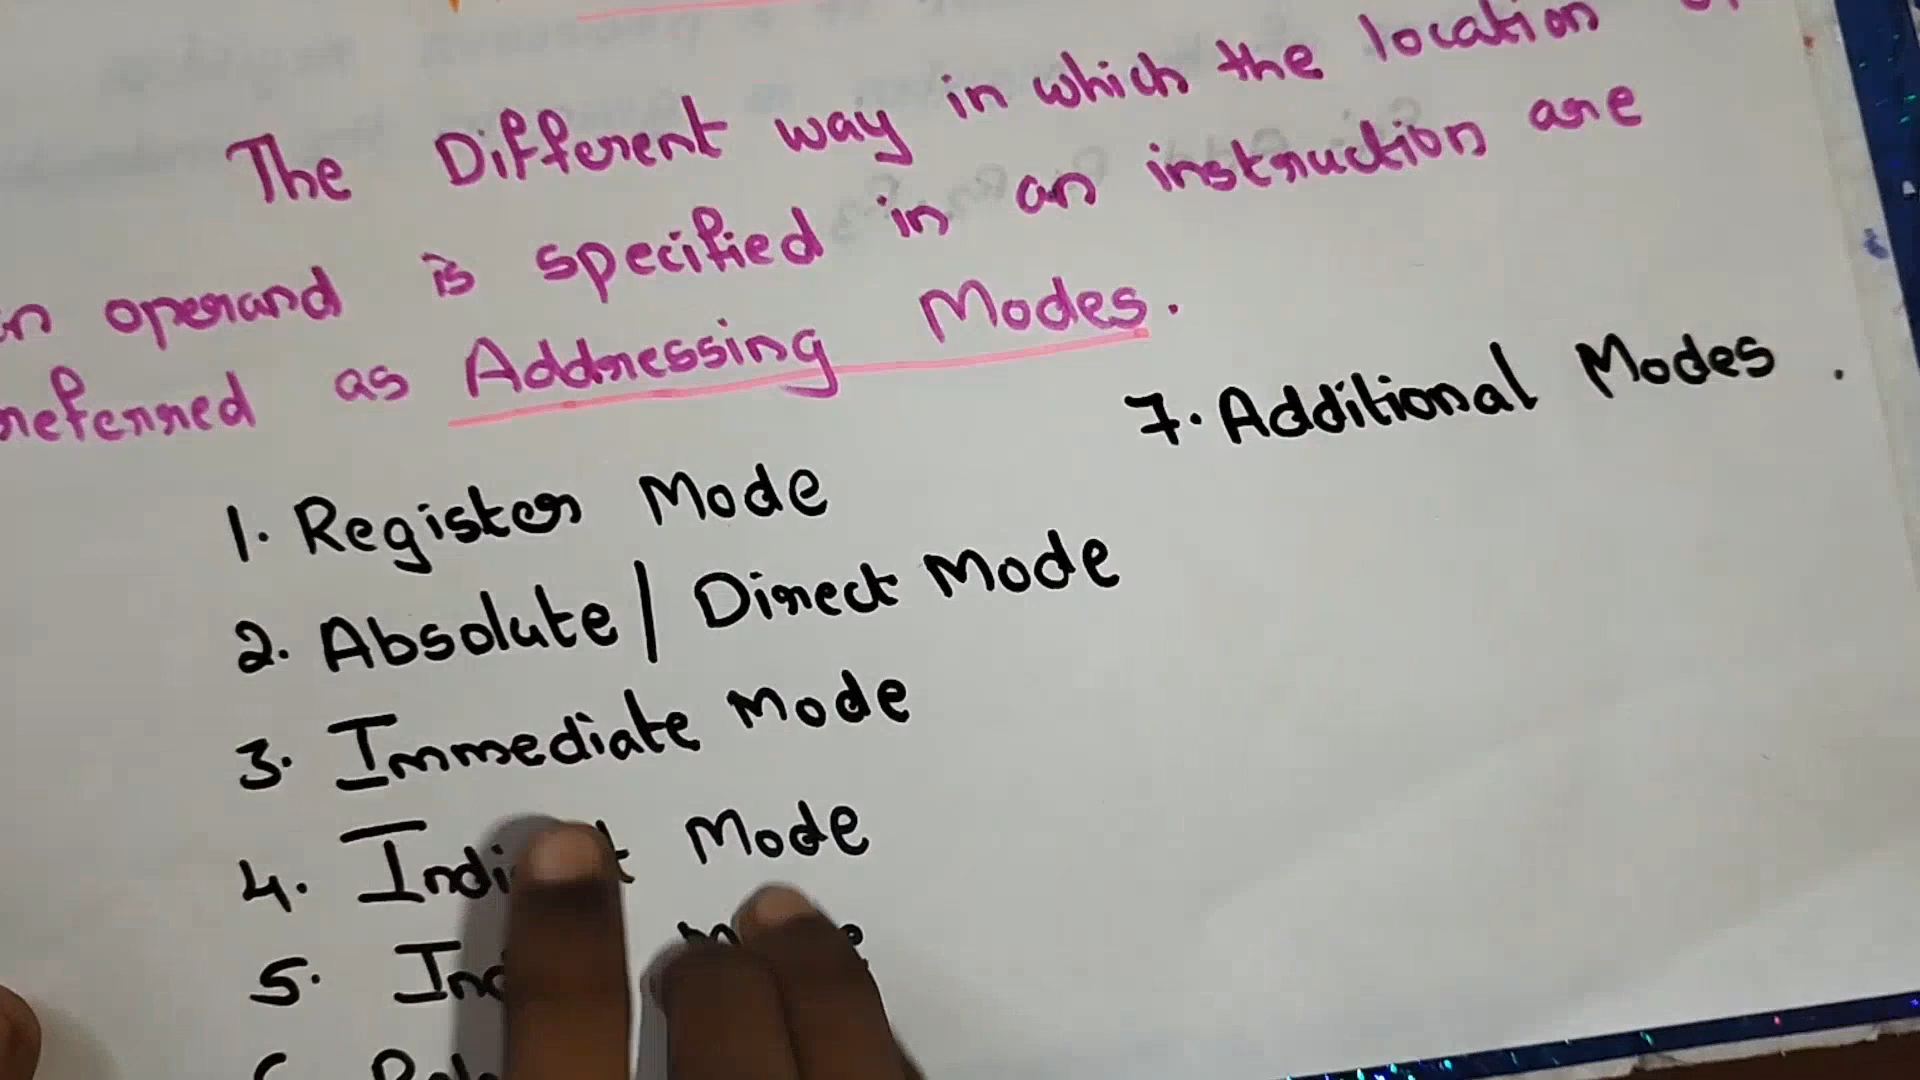 The Different way in which the location
operand is specified in an instruction are
referred as Addressing Modes.
1. Register Mode
2. Absolute / Direct Mode
3. Immediate Mode
4. Mode
5.
7. Additional Modes.